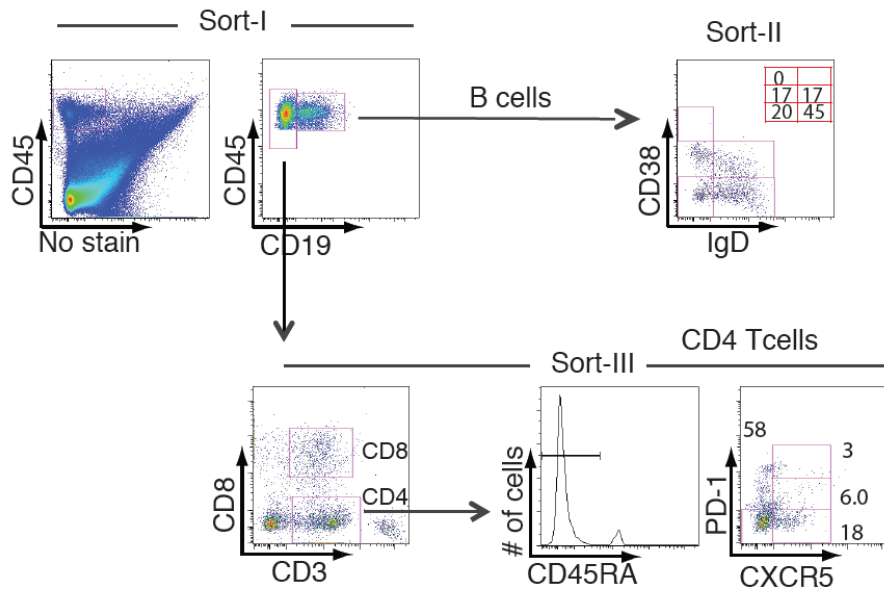 Sort-I
Sort-II
CD45
No stain
CD45
CD19
B cells
0
17 17
20 45
CD38
IgD
CD4 Tcells
Sort-III
CD8
CD8
CD4
CD3
# of cells
CD45RA
58
3
6.0
18
PD-1
CXCR5